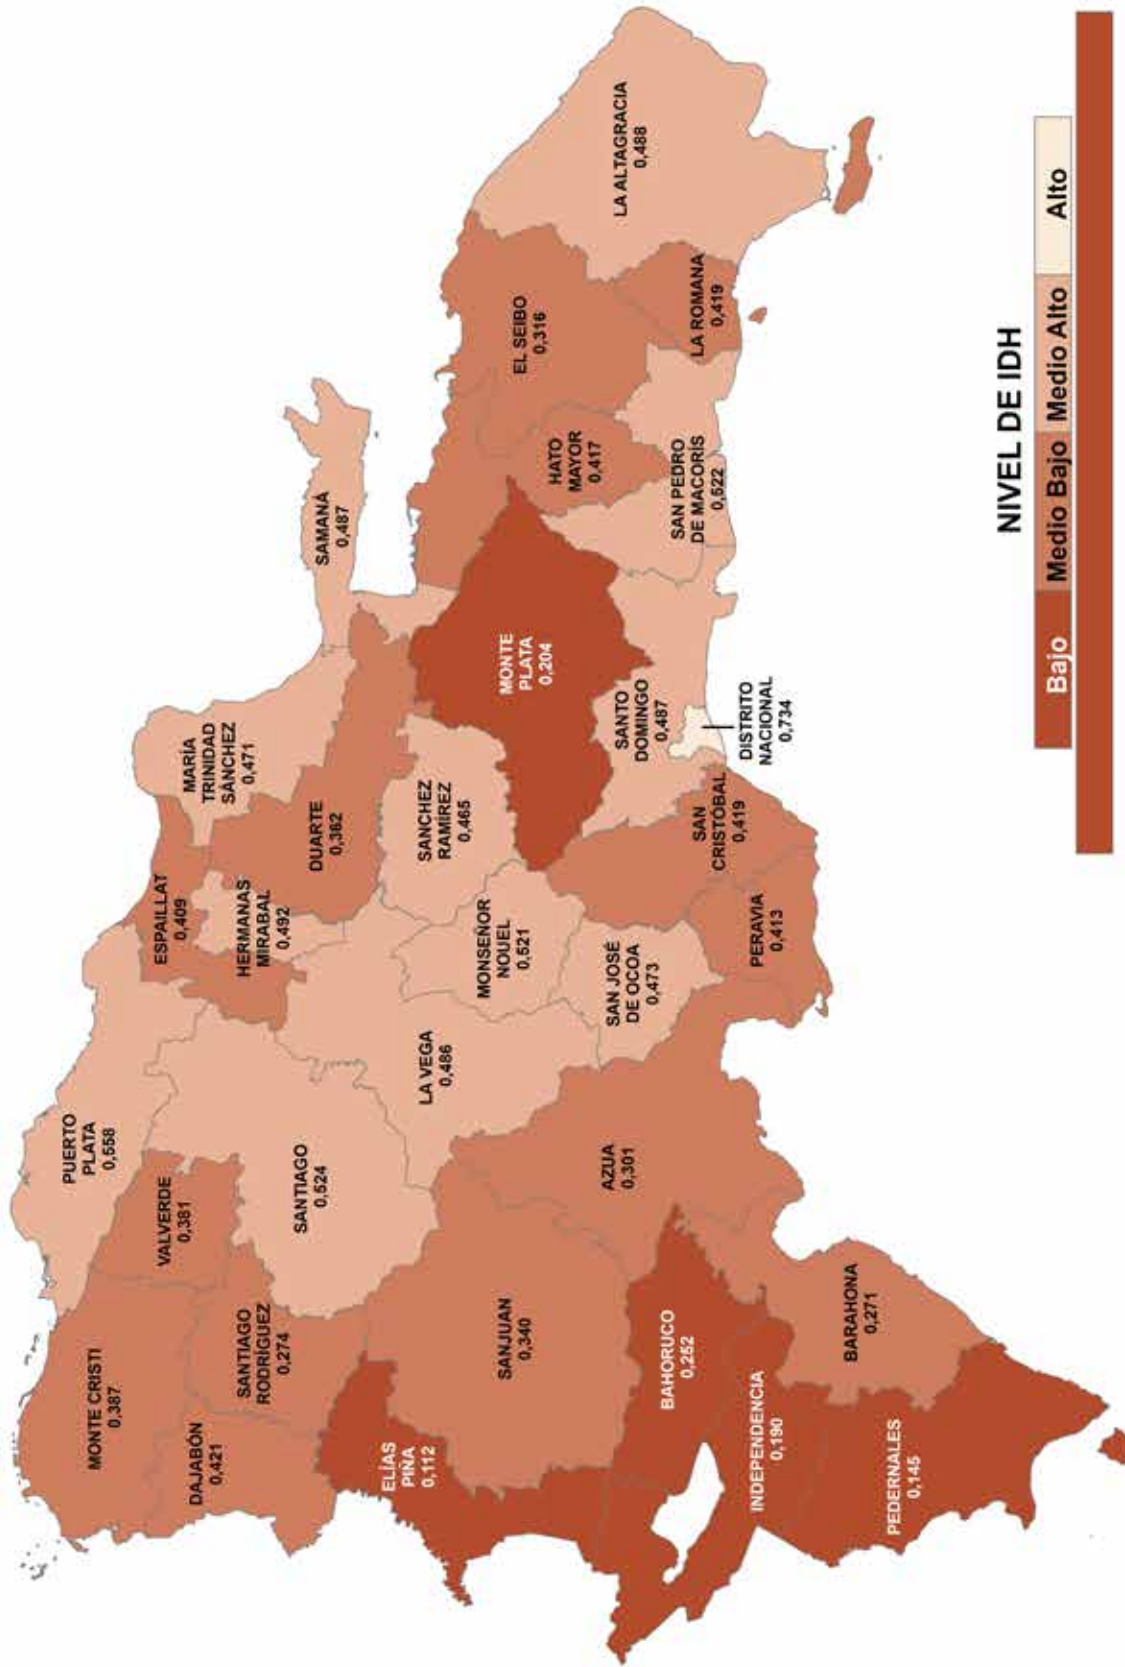 PUERTO
PLATA
0,558
MONTE CRISTI
0,387
VALVERDE
0,381
ESPAILLAT
0,409
MARÍA
TRINIDAD
SÁNCHEZ
0,471
DAJABÓN
0,421
SANTIAGO
RODRÍGUEZ
0,274
SANTIAGO
0,524
HERMANAS
MIRABAL
0,492
DUARTE
0,362
SAMANÁ
0,487
LA VEGA
0,486
SANCHEZ
RAMÍREZ
0,465
ELÍAS
PIÑA
0,112
SANJUAN
0,340
MONSEÑOR
NOUEL
0,521
MONTE
PLATA
0,204
HATO
MAYOR
0,417
EL SEIBO
0,316
LA ALTAGRACIA
0,488
AZUA
0,301
SAN JOSÉ
DE OCOA
0,473
SANTO
DOMINGO
0,487
SAN PEDRO
DE MACORÍS
0,522
LA ROMANA
0,419
BAHORUCO
0,252
SAN
CRISTÓBAL
0,419
DISTRITO
NACIONAL
0,734
INDEPENDENCIA
0,190
PERAVIA
0,413
BARAHONA
0,271
PEDERNALES
0,145
NIVEL DE IDH
Bajo Medio Bajo Medio Alto Alto